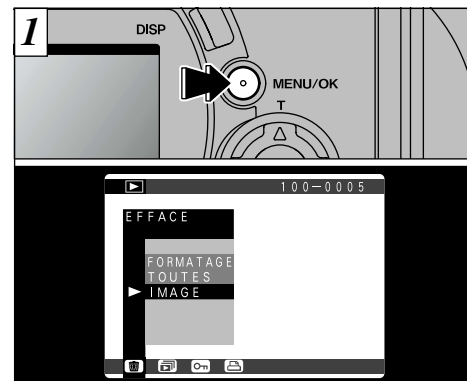 1
DISP
MENU/OK
T
100-0005
EFFACE
FORMATAGE
TOUTES
IMAGE